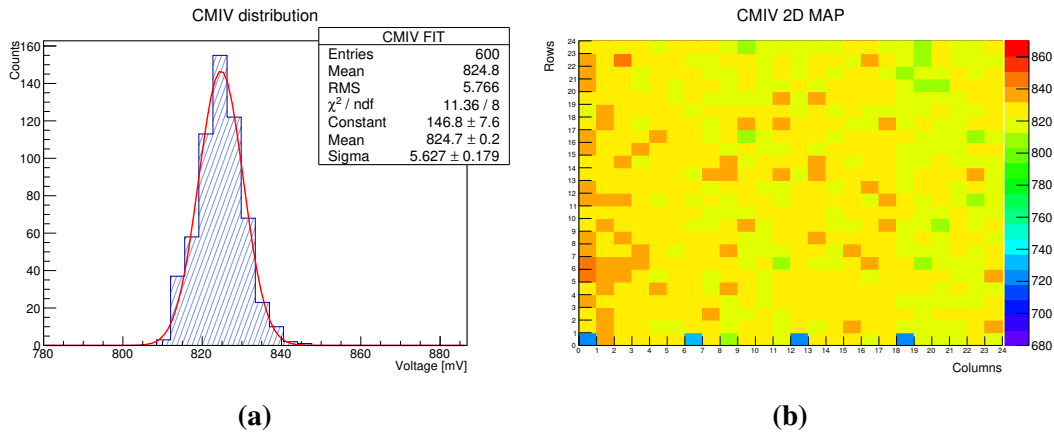 CMIV distribution
Counts
160
140
120
100
80
60
40
20
0
780 800 820 840 860 880
Voltage [mV]
CMIV FIT
Entries 600
Mean 824.8
RMS 5.766
χ² / ndf 11.36 / 8
Constant 146.8 ± 7.6
Mean 824.7 ± 0.2
Sigma 5.627 ± 0.179
(a)
CMIV 2D MAP
Rows
24
23
22
21
20
19
18
17
16
15
14
13
12
11
10
9
8
7
6
5
4
3
2
1
0
0 1 2 3 4 5 6 7 8 9 10 11 12 13 14 15 16 17 18 19 20 21 22 23 24
Columns
860
840
820
800
780
760
740
720
700
680
(b)